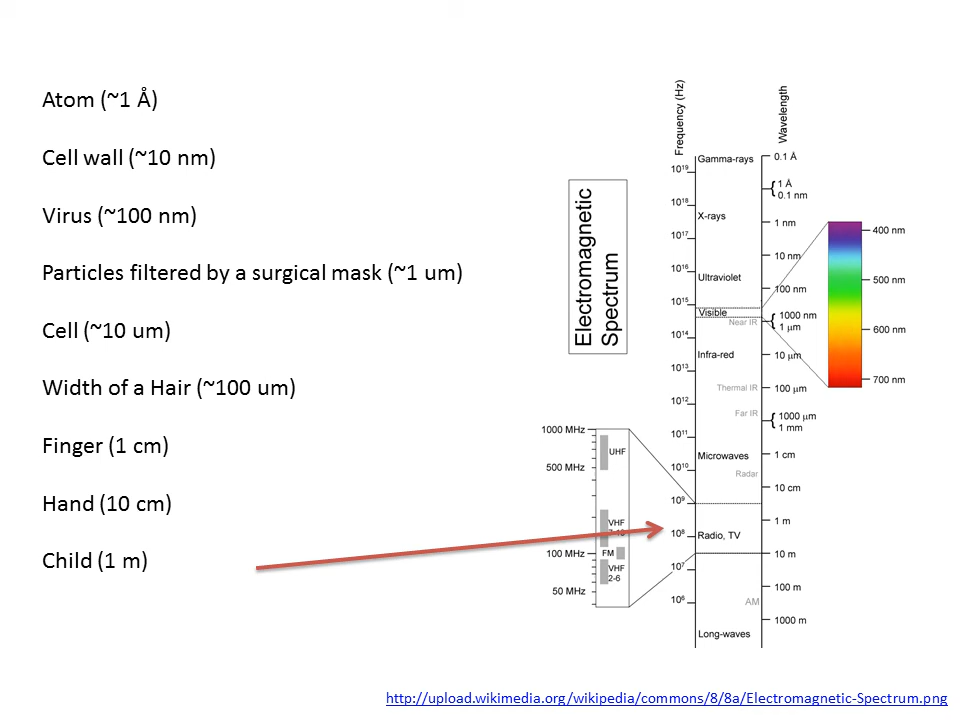 Atom (~1 Å)
Cell wall (~10 nm)
Virus (~100 nm)
Particles filtered by a surgical mask (~1 um)
Cell (~10 um)
Width of a Hair (~100 um)
Finger (1 cm)
Hand (10 cm)
Child (1 m)
Electromagnetic
Spectrum
1000 MHz
500 MHz
100 MHz
50 MHz
UHF
VHF
7-13
FM
VHF
2-6
Frequency (Hz)
10¹⁹
10¹⁸
10¹⁷
10¹⁶
10¹⁵
10¹⁴
10¹³
10¹²
10¹¹
10¹⁰
10⁹
10⁸
10⁷
10⁶
Gamma-rays
X-rays
Ultraviolet
Visible
Near IR
Infra-red
Thermal IR
Far IR
Microwaves
Radar
Radio, TV
AM
Long-waves
Wavelength
0.1 Å
1 Å
0.1 nm
1 nm
10 nm
100 nm
1000 nm
1 µm
10 µm
100 µm
1000 µm
1 mm
1 cm
10 cm
1 m
10 m
100 m
1000 m
400 nm
500 nm
600 nm
700 nm
http://upload.wikimedia.org/wikipedia/commons/8/8a/Electromagnetic-Spectrum.png